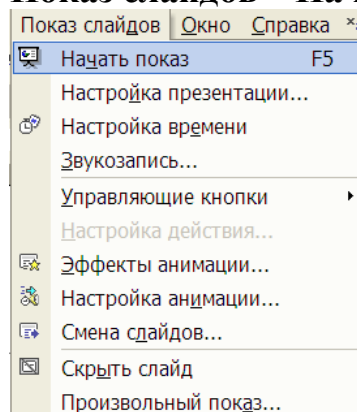 Показ слайдов Окно Справка
Начать показ F5
Настройка презентации...
Настройка времени
Звукозапись...
Управляющие кнопки
Настройка действия...
Эффекты анимации...
Настройка анимации...
Смена слайдов...
Скрыть слайд
Произвольный показ...